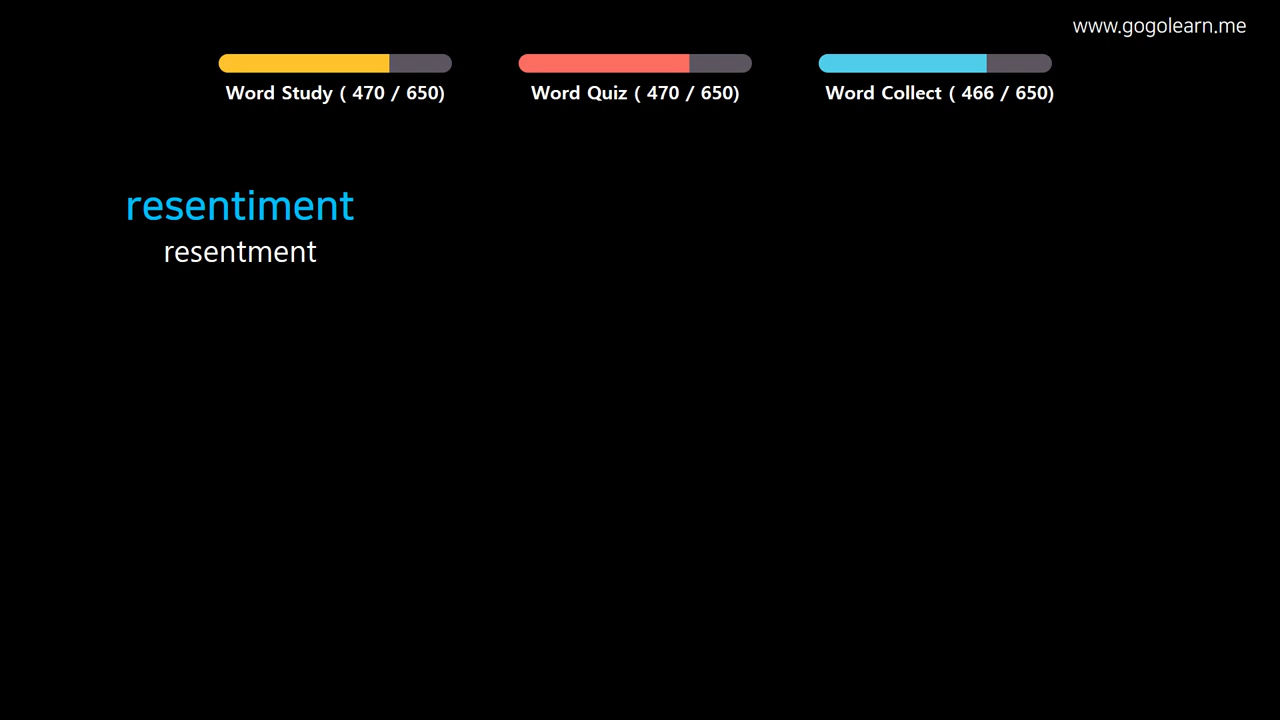 www.gogolearn.me
Word Study ( 470 / 650)
Word Quiz ( 470 / 650)
Word Collect ( 466 / 650)
resentiment
resentment